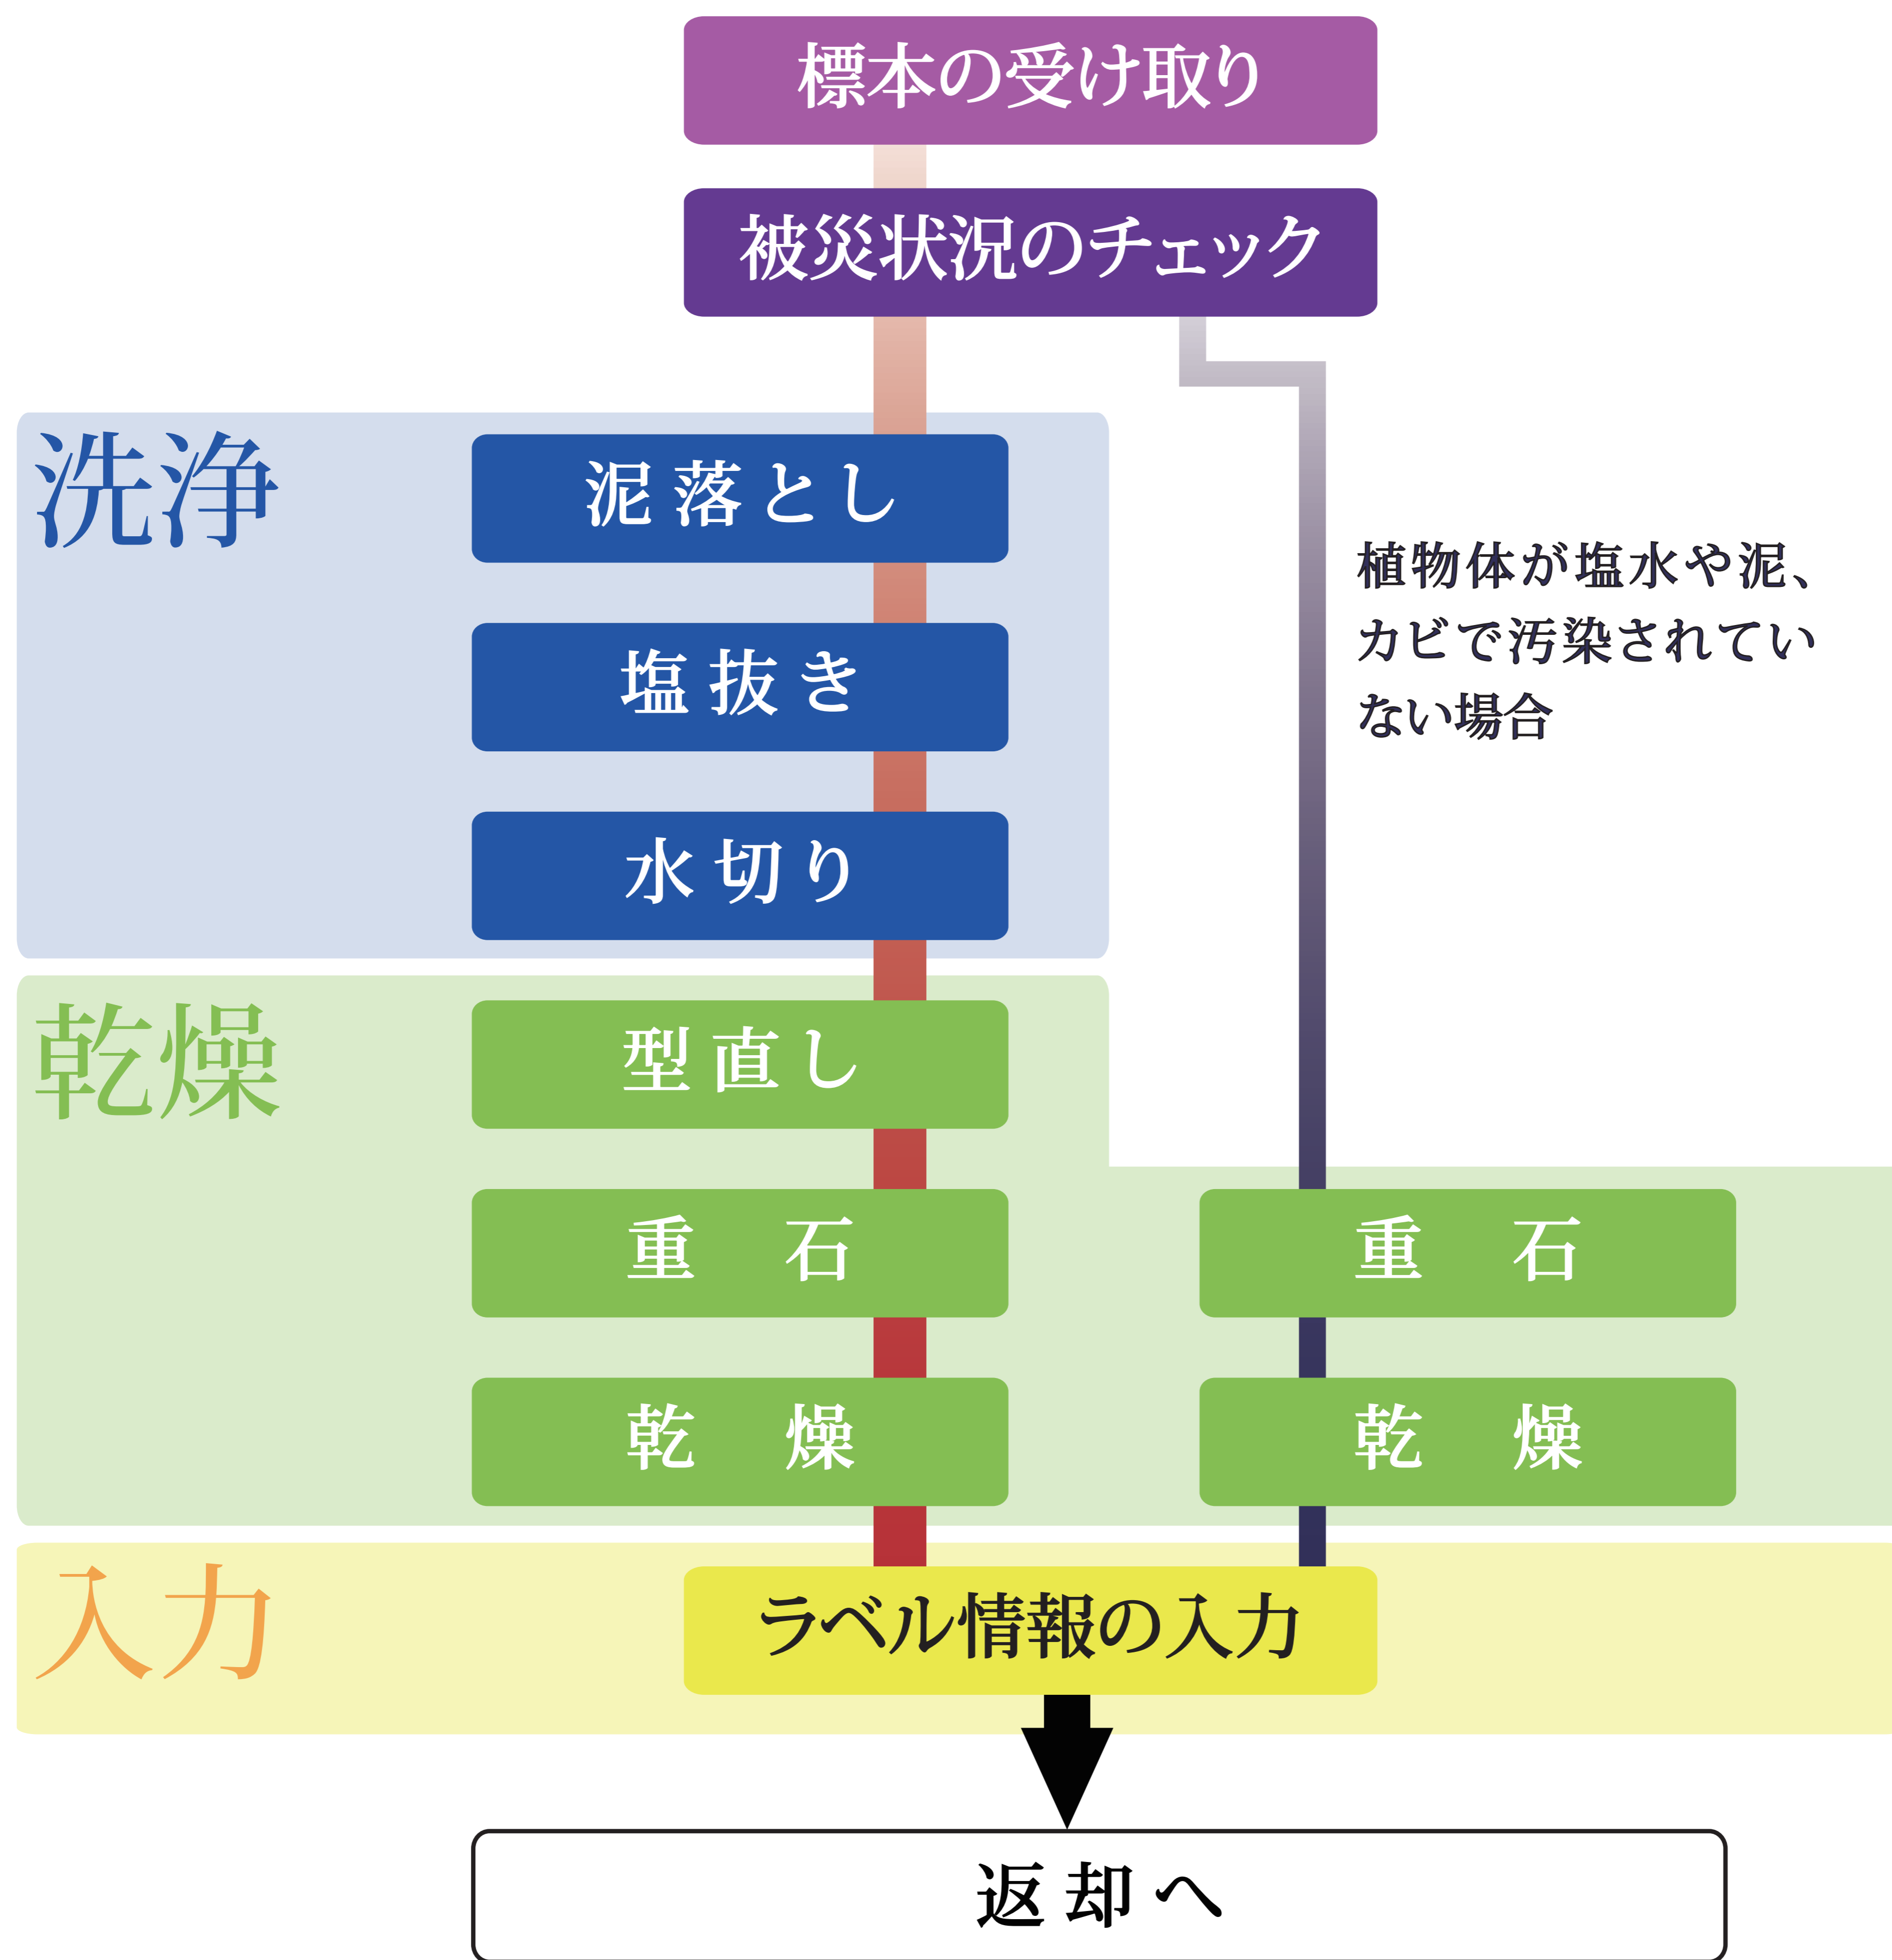 標本の受け取り
被災状況のチェック
洗浄
泥落とし
塩抜き
水切り
植物体が塩水や泥、
カビで汚染されてい
ない場合
乾燥
型直し
重石
乾燥
重石
乾燥
入力
ラベル情報の入力
返却へ